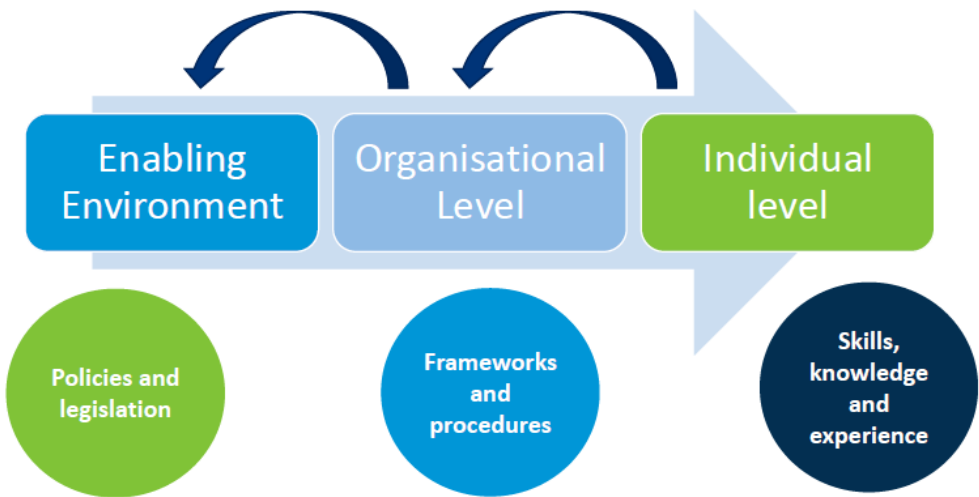 Enabling
Environment
Organisational
Level
Individual
level
Policies and
legislation
Frameworks
and
procedures
Skills,
knowledge
and
experience